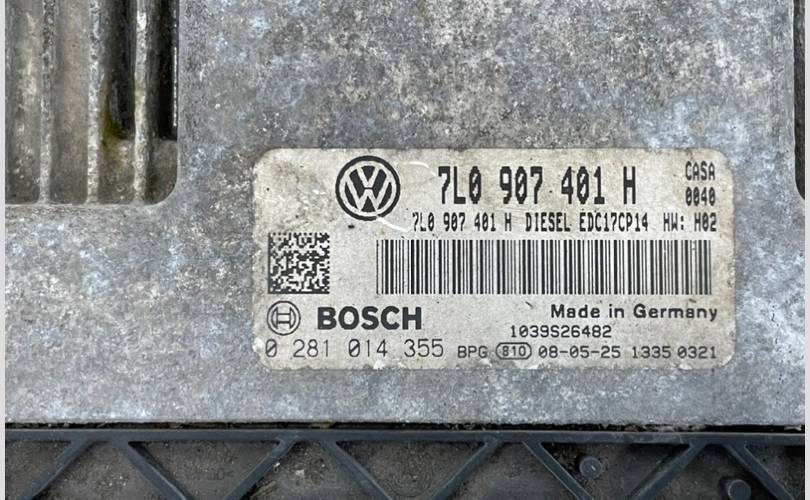 7L0 907 401 H CASA
0040
7L0 907 401 H DIESEL EDC17CP14 HW: H02
BOSCH Made in Germany
1039S26482
0 281 014 355 BPG 810 08-05-25 1335 0321